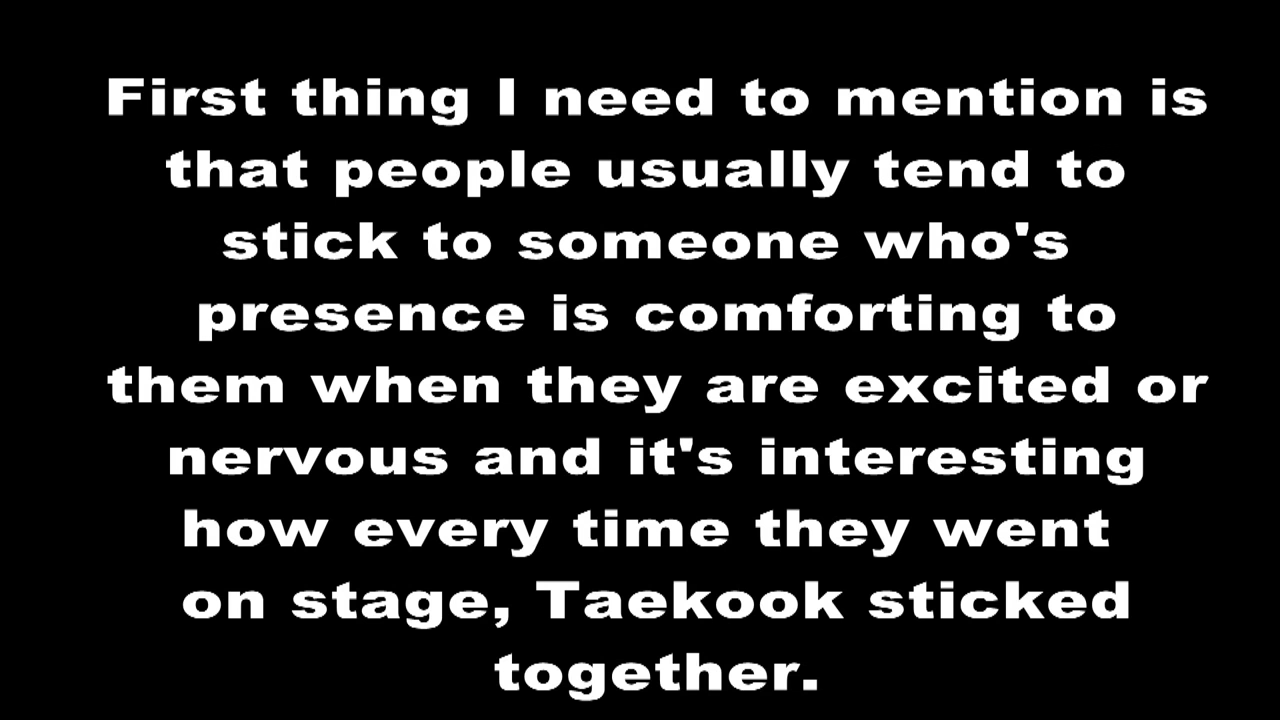 First thing I need to mention is
that people usually tend to
stick to someone who's
presence is comforting to
them when they are excited or
nervous and it's interesting
how every time they went
on stage, Taekook sticked
together.